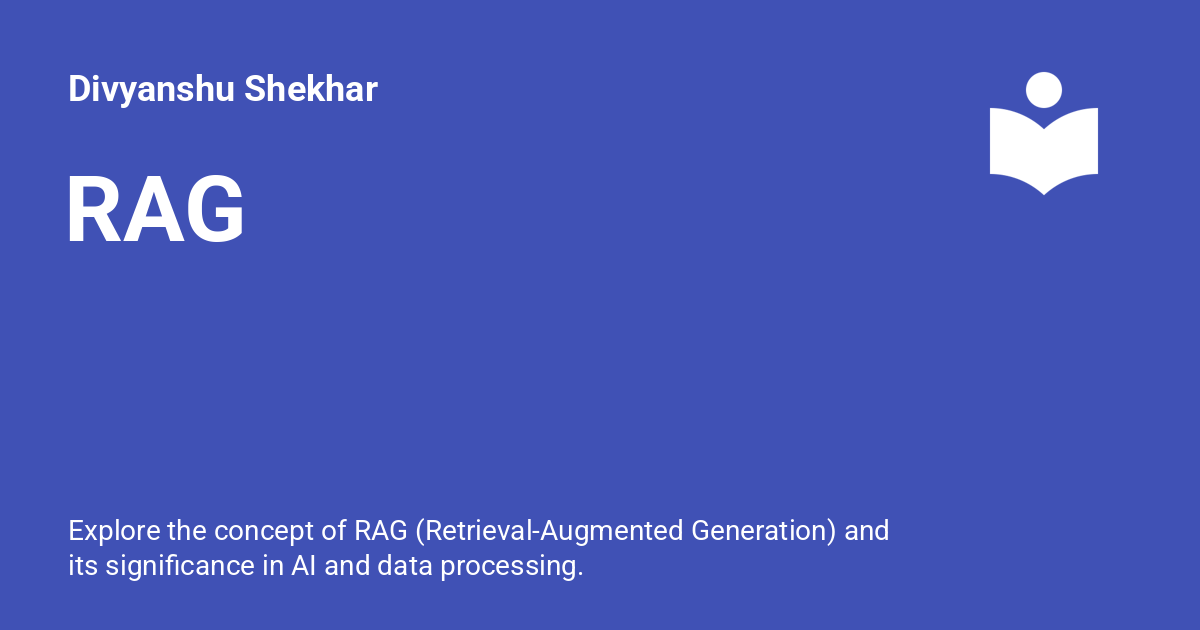 Divyanshu Shekhar
RAG
Explore the concept of RAG (Retrieval-Augmented Generation) and
its significance in AI and data processing.